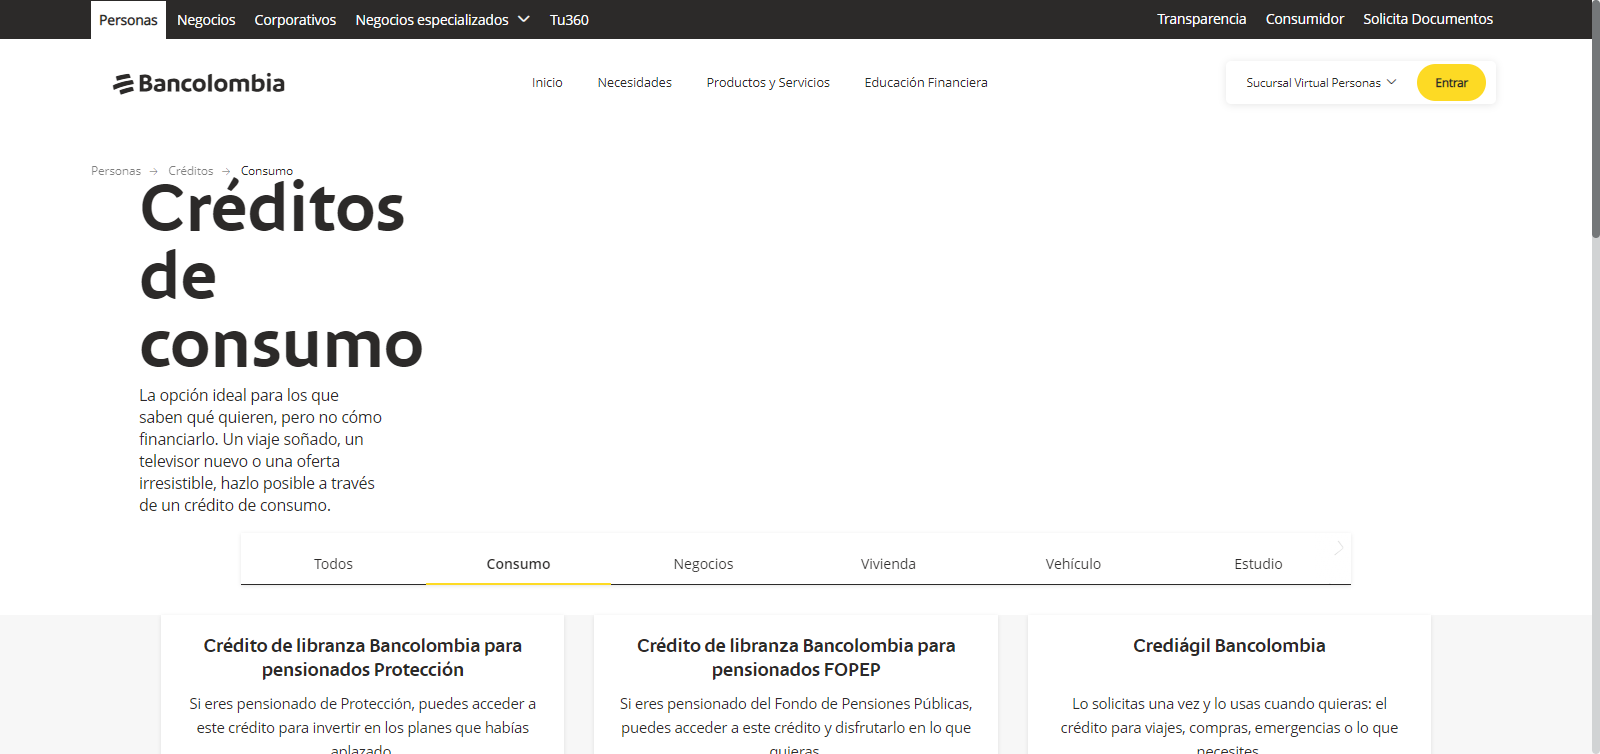 Personas Negocios Corporativos Negocios especializados Tu360 Transparencia Consumidor Solicita Documentos
Bancolombia Inicio Necesidades Productos y Servicios Educación Financiera Sucursal Virtual Personas Entrar
Personas → Créditos → Consumo
Créditos
de
consumo
La opción ideal para los que
saben qué quieren, pero no cómo
financiarlo. Un viaje soñado, un
televisor nuevo o una oferta
irresistible, hazlo posible a través
de un crédito de consumo.
Todos Consumo Negocios Vivienda Vehículo Estudio
Crédito de libranza Bancolombia para
pensionados Protección
Si eres pensionado de Protección, puedes acceder a
este crédito para invertir en los planes que habías
aplazado.
Crédito de libranza Bancolombia para
pensionados FOPEP
Si eres pensionado del Fondo de Pensiones Públicas,
puedes acceder a este crédito y disfrutarlo en lo que
quieras.
Crediágil Bancolombia
Lo solicitas una vez y lo usas cuando quieras: el
crédito para viajes, compras, emergencias o lo que
necesites.